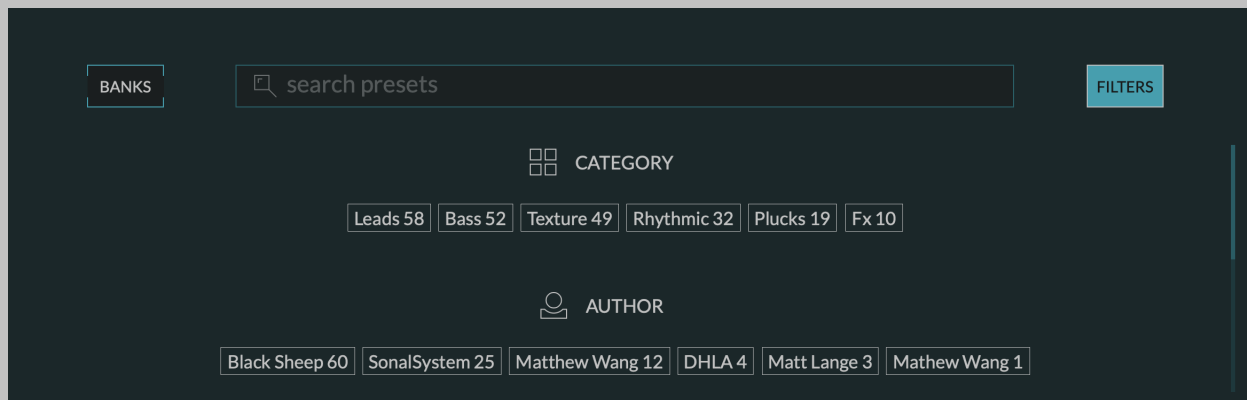 BANKS search presets FILTERS
CATEGORY
Leads 58 Bass 52 Texture 49 Rhythmic 32 Plucks 19 Fx 10
AUTHOR
Black Sheep 60 SonalSystem 25 Matthew Wang 12 DHLA 4 Matt Lange 3 Mathew Wang 1